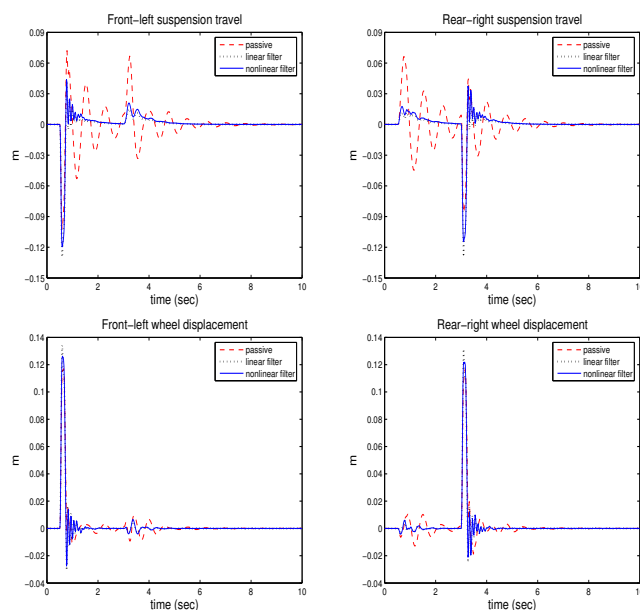 Front-left suspension travel
0.09
0.06
0.03
0
-0.03
-0.06
-0.09
-0.12
-0.15
m
passive
linear filter
nonlinear filter
0 2 4 6 8 10
time (sec)
Rear-right suspension travel
0.09
0.06
0.03
0
-0.03
-0.06
-0.09
-0.12
-0.15
m
passive
linear filter
nonlinear filter
0 2 4 6 8 10
time (sec)
Front-left wheel displacement
0.14
0.12
0.1
0.08
0.06
0.04
0.02
0
-0.02
-0.04
m
passive
linear filter
nonlinear filter
0 2 4 6 8 10
time (sec)
Rear-right wheel displacement
0.14
0.12
0.1
0.08
0.06
0.04
0.02
0
-0.02
-0.04
m
passive
linear filter
nonlinear filter
0 2 4 6 8 10
time (sec)